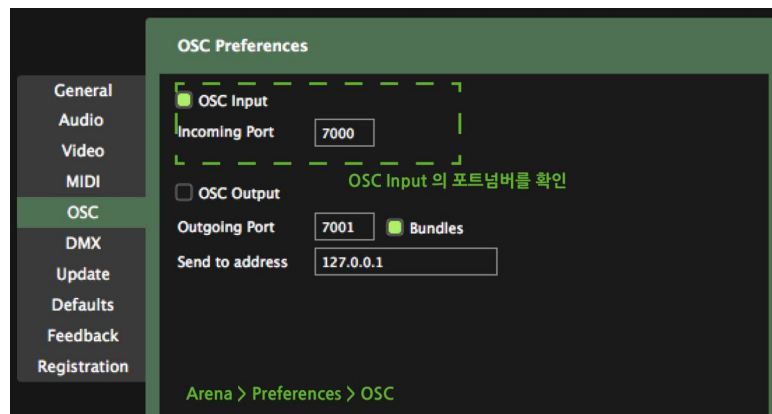 OSC Preferences
General
Audio
Video
MIDI
OSC
DMX
Update
Defaults
Feedback
Registration
OSC Input
Incoming Port 7000
OSC Input 의 포트넘버를 확인
OSC Output
Outgoing Port 7001 Bundles
Send to address 127.0.0.1
Arena > Preferences > OSC